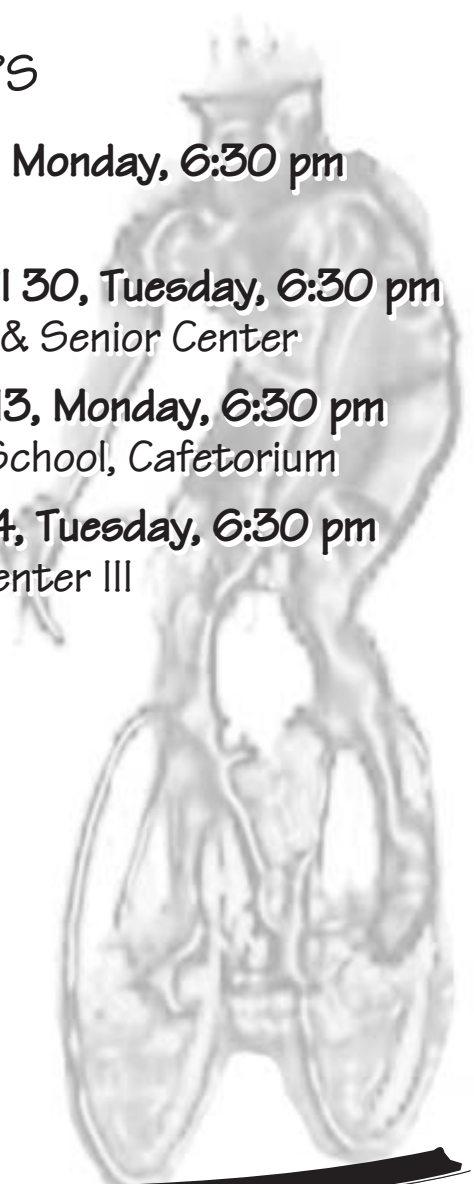 'S
Monday, 6:30 pm
30, Tuesday, 6:30 pm
& Senior Center
13, Monday, 6:30 pm
School, Cafetorium
4, Tuesday, 6:30 pm
enter III